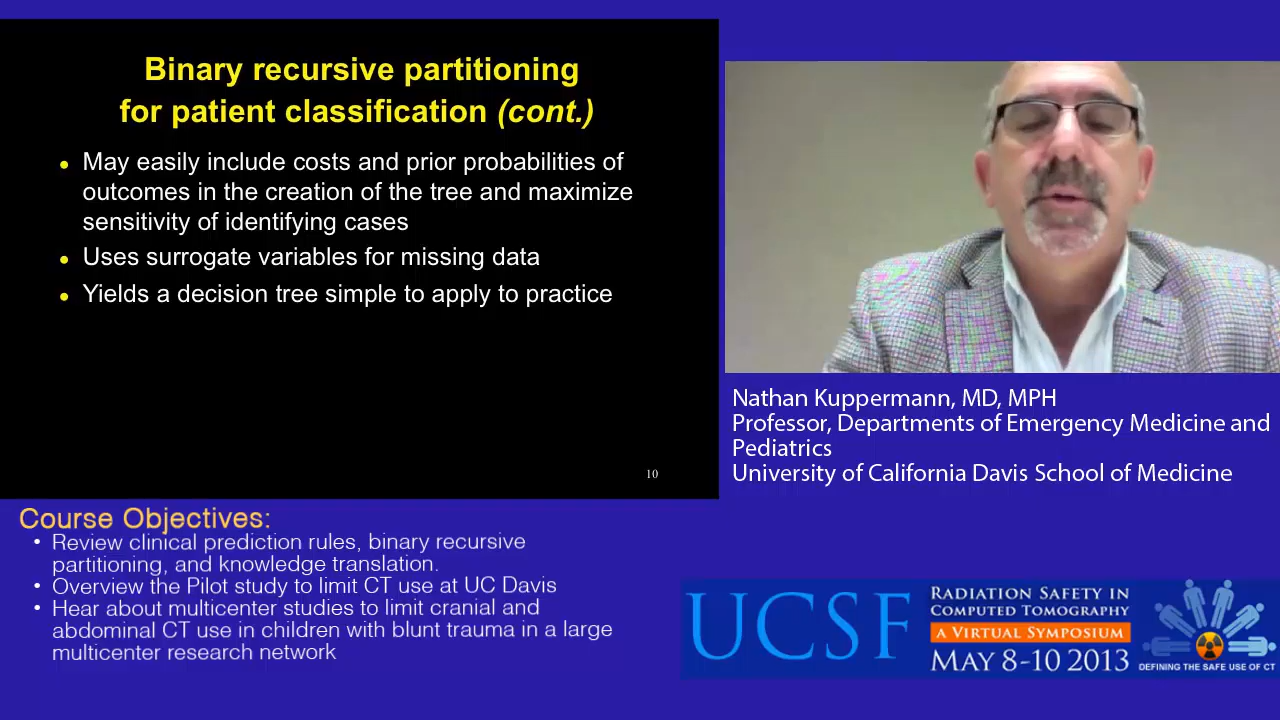 Binary recursive partitioning
for patient classification (cont.)
• May easily include costs and prior probabilities of
outcomes in the creation of the tree and maximize
sensitivity of identifying cases
• Uses surrogate variables for missing data
• Yields a decision tree simple to apply to practice
10
Nathan Kuppermann, MD, MPH
Professor, Departments of Emergency Medicine and
Pediatrics
University of California Davis School of Medicine
Course Objectives:
• Review clinical prediction rules, binary recursive
partitioning, and knowledge translation.
• Overview the Pilot study to limit CT use at UC Davis
• Hear about multicenter studies to limit cranial and
abdominal CT use in children with blunt trauma in a large
multicenter research network
UCSF
RADIATION SAFETY IN
COMPUTED TOMOGRAPHY
A VIRTUAL SYMPOSIUM
MAY 8-10 2013
DEFINING THE SAFE USE OF CT